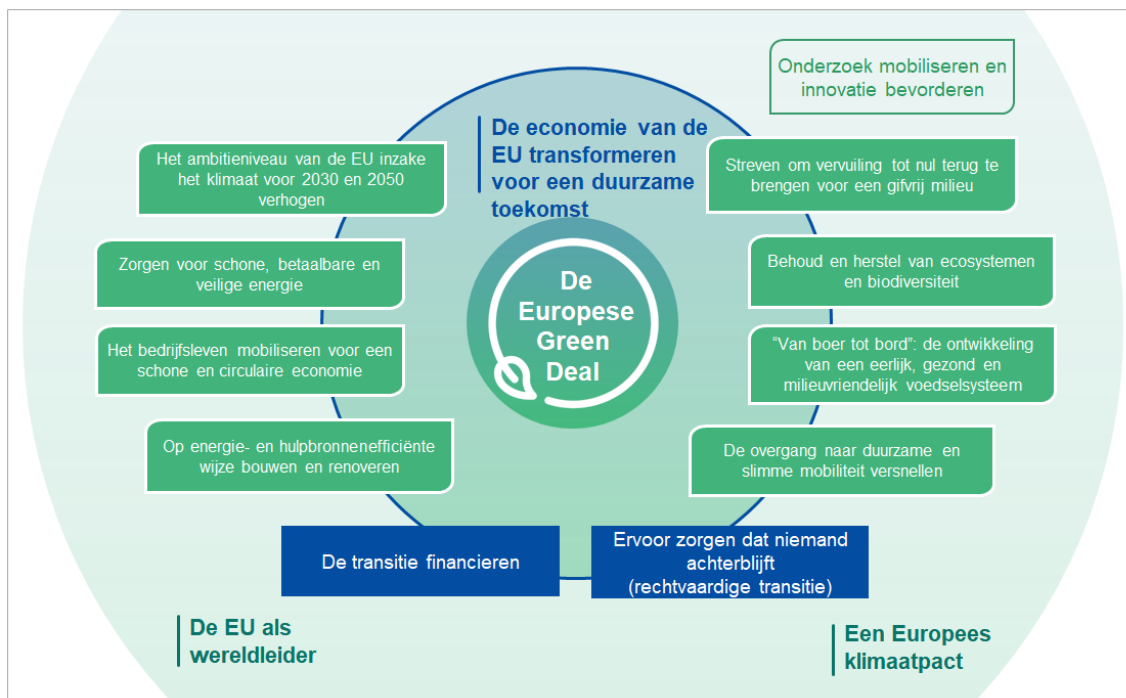 Onderzoek mobiliseren en
innovatie bevorderen
De economie van de
EU transformeren
voor een duurzame
toekomst
Het ambitieniveau van de EU inzake
het klimaat voor 2030 en 2050
verhogen
Zorgen voor schone, betaalbare en
veilige energie
Het bedrijfsleven mobiliseren voor een
schone en circulaire economie
Op energie- en hulpbronnenefficiënte
wijze bouwen en renoveren
De
Europese
Green
Deal
Streven om vervuiling tot nul terug te
brengen voor een gifvrij milieu
Behoud en herstel van ecosystemen
en biodiversiteit
“Van boer tot bord”: de ontwikkeling
van een eerlijk, gezond en
milieuvriendelijk voedselsysteem
De overgang naar duurzame en
slimme mobiliteit versnellen
De transitie financieren
Ervoor zorgen dat niemand
achterblijft
(rechtvaardige transitie)
De EU als
wereldleider
Een Europees
klimaatpact